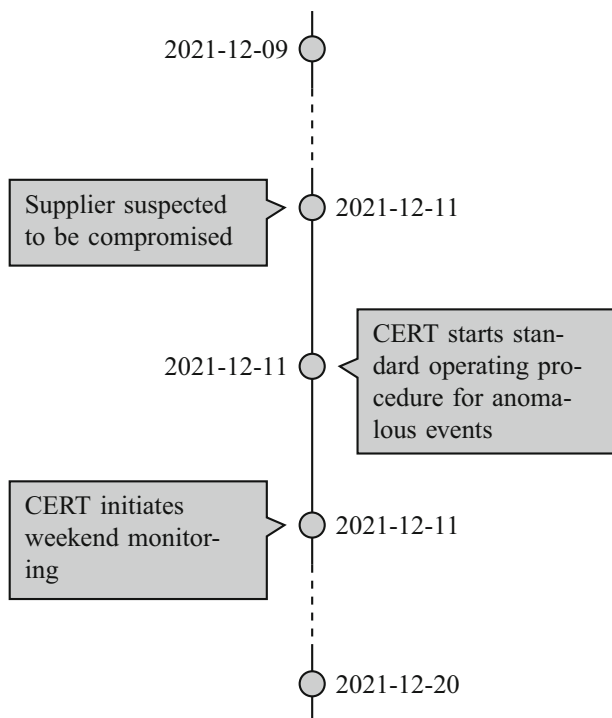 2021-12-09
Supplier suspected
to be compromised
2021-12-11
2021-12-11
CERT starts stan-
dard operating pro-
cedure for anoma-
lous events
CERT initiates
weekend monitor-
ing
2021-12-11
2021-12-20